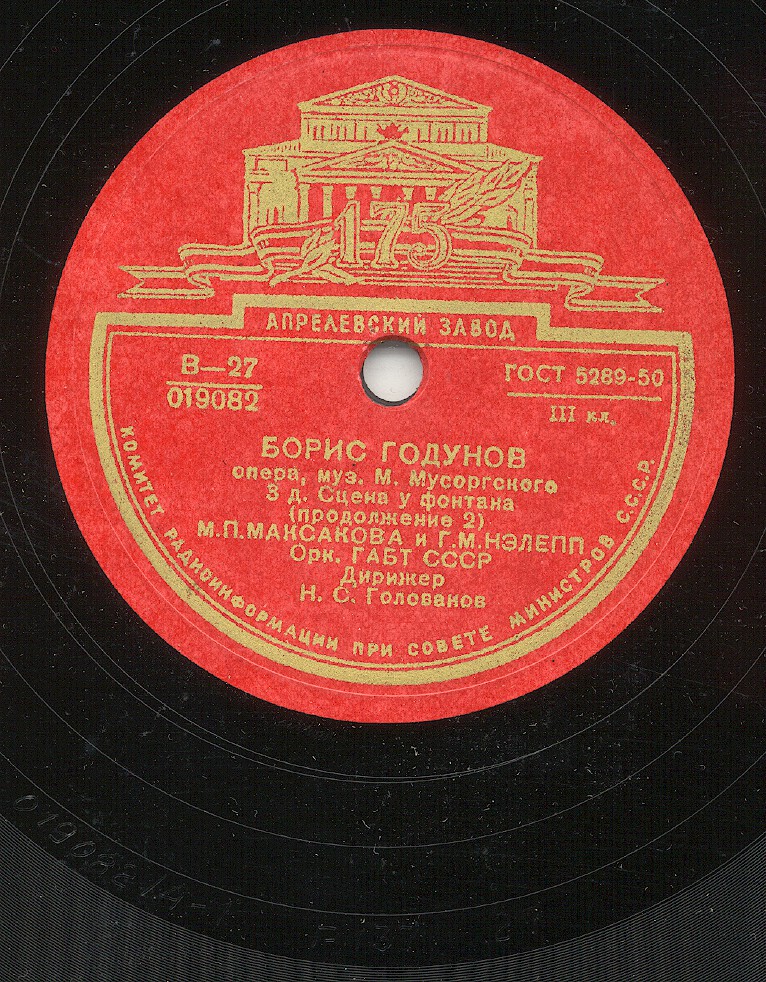 175
АПРЕЛЕВСКИЙ ЗАВОД
В—27
019082
ГОСТ 5289-50
III кл.
БОРИС ГОДУНОВ
опера, муз. М. Мусоргского
3 д. Сцена у фонтана
(продолжение 2)
М.П.МАКСАКОВА и Г.М.НЭЛЕПП
Орк. ГАБТ СССР
Дирижер
Н. С. Голованов
КОМИТЕТ РАДИОИНФОРМАЦИИ ПРИ СОВЕТЕ МИНИСТРОВ С.С.С.Р.